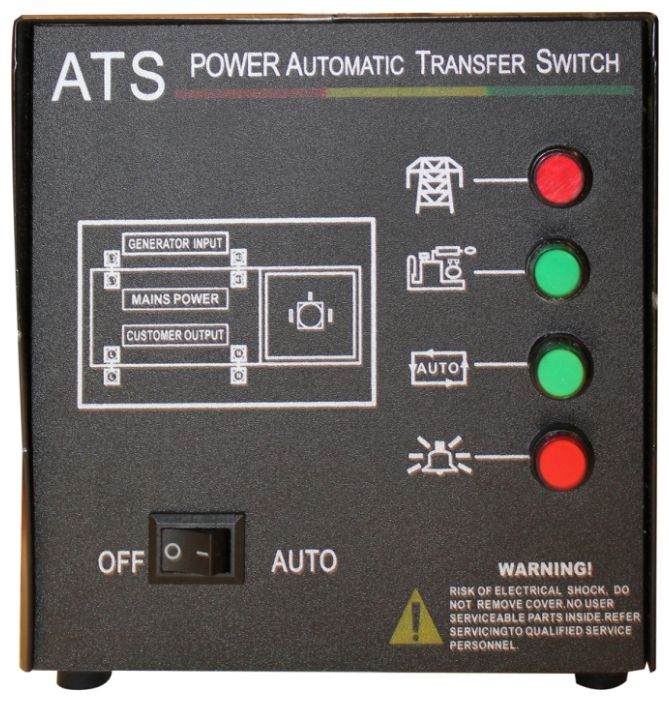 ATS POWER AUTOMATIC TRANSFER SWITCH
GENERATOR INPUT
MAINS POWER
CUSTOMER OUTPUT
L N
L N
AUTO
OFF O I AUTO
WARNING!
RISK OF ELECTRICAL SHOCK, DO
NOT REMOVE COVER.NO USER
SERVICEABLE PARTS INSIDE.REFER
SERVICINGTO QUALIFIED SERVICE
PERSONNEL.